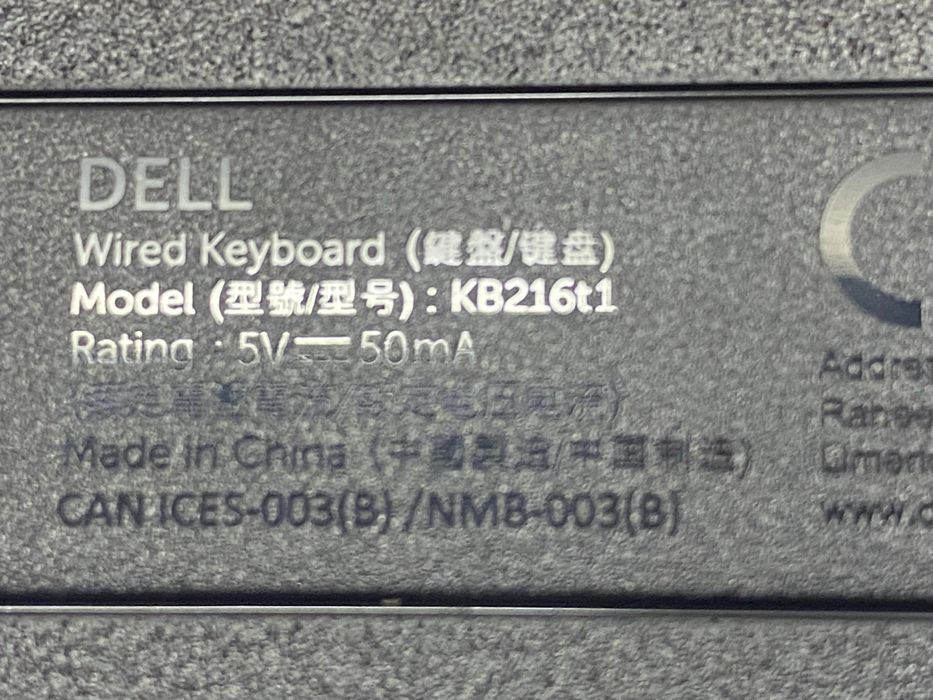 DELL
Wired Keyboard (鍵盤/键盘)
Model (型號/型号) : KB216t1
Rating : 5V⎓50mA
Made in China (中國製造/中国制造)
CAN ICES-003(B) / NMB-003(B)